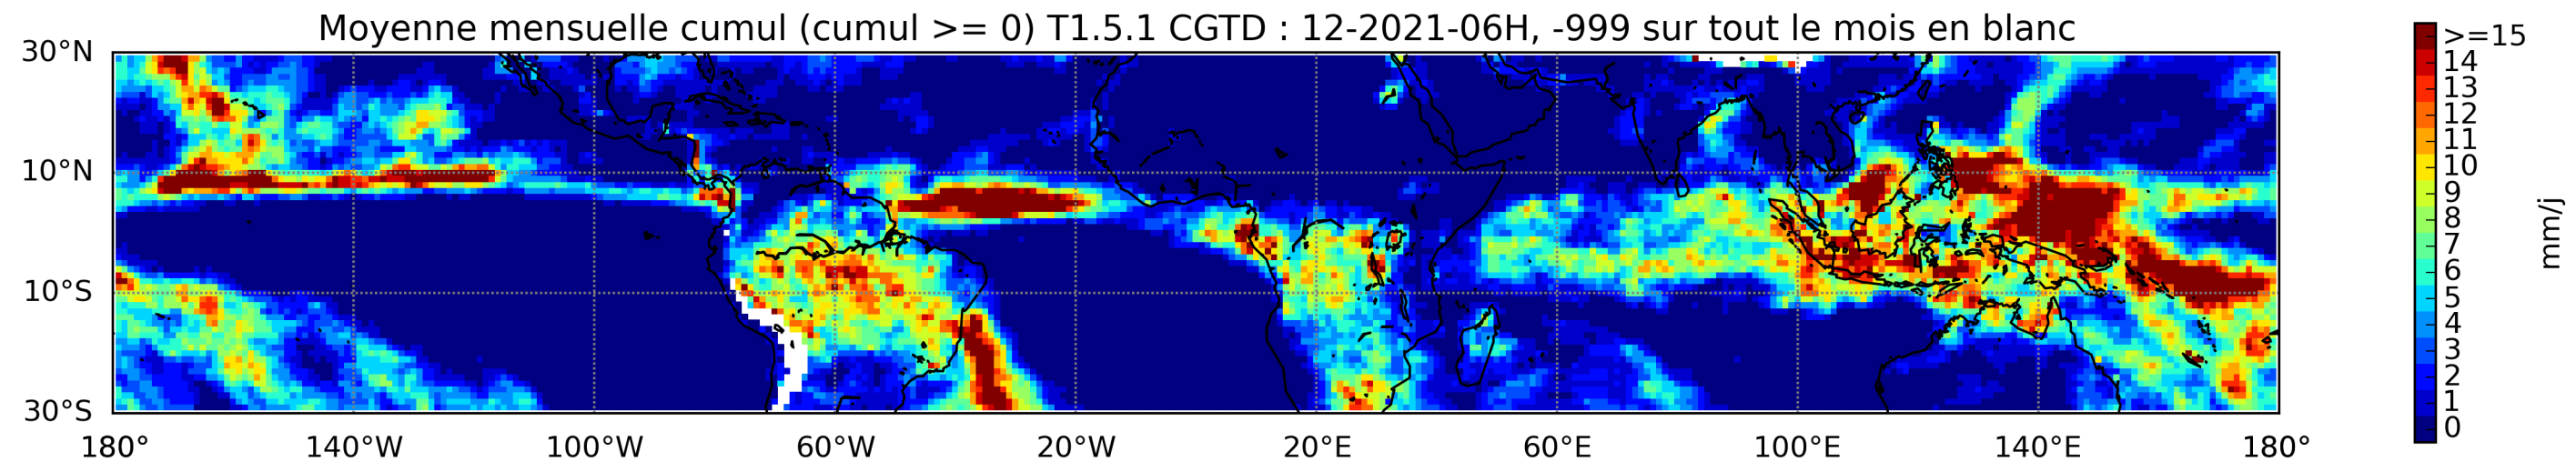 Moyenne mensuelle cumul (cumul >= 0) T1.5.1 CGTD : 12-2021-06H, -999 sur tout le mois en blanc
30°N
10°N
10°S
30°S
180° 140°W 100°W 60°W 20°W 20°E 60°E 100°E 140°E 180°
>=15
14
13
12
11
10
9
8
7
6
5
4
3
2
1
0
mm/j